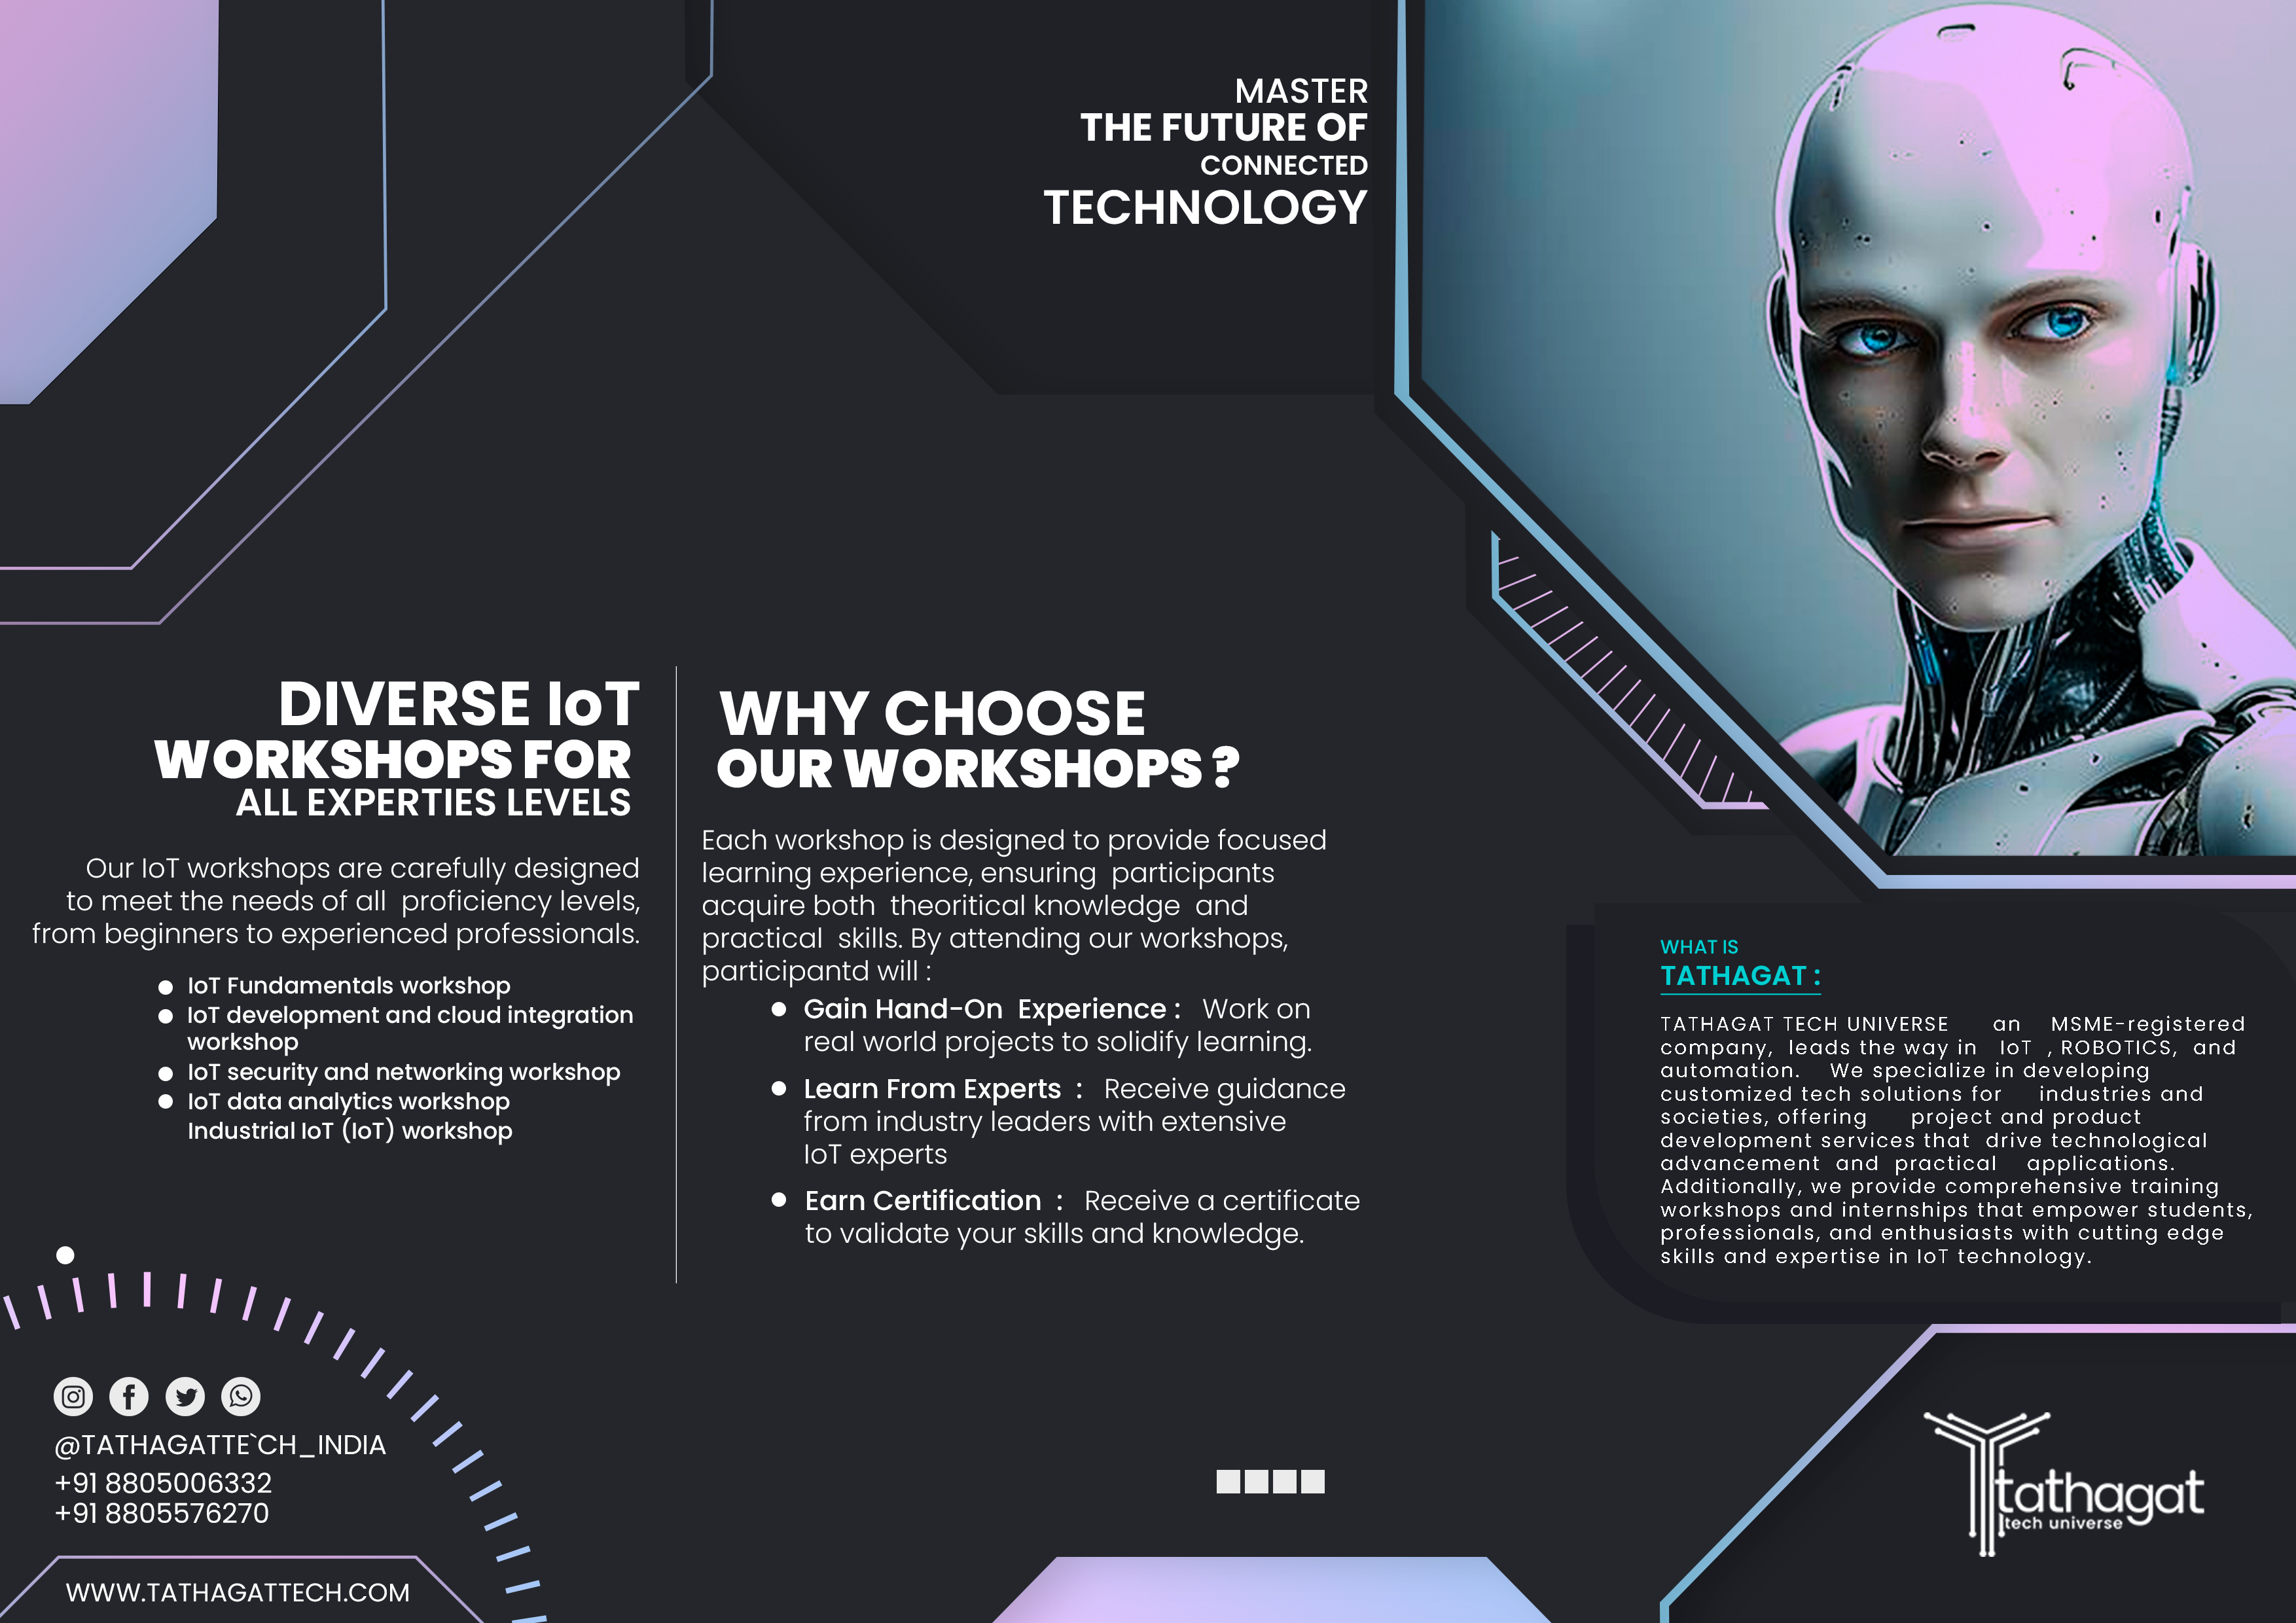 MASTER
THE FUTURE OF
CONNECTED
TECHNOLOGY
DIVERSE IoT
WORKSHOPS FOR
ALL EXPERTIES LEVELS
Our IoT workshops are carefully designed
to meet the needs of all proficiency levels,
from beginners to experienced professionals.
● IoT Fundamentals workshop
● IoT development and cloud integration
workshop
● IoT security and networking workshop
● IoT data analytics workshop
Industrial IoT (IoT) workshop
@TATHAGATTE`CH_INDIA
+91 8805006332
+91 8805576270
WWW.TATHAGATTECH.COM
WHY CHOOSE
OUR WORKSHOPS ?
Each workshop is designed to provide focused
learning experience, ensuring participants
acquire both theoritical knowledge and
practical skills. By attending our workshops,
participantd will :
● Gain Hand-On Experience : Work on
real world projects to solidify learning.
● Learn From Experts : Receive guidance
from industry leaders with extensive
IoT experts
● Earn Certification : Receive a certificate
to validate your skills and knowledge.
WHAT IS
TATHAGAT :
TATHAGAT TECH UNIVERSE an MSME-registered
company, leads the way in IoT , ROBOTICS, and
automation. We specialize in developing
customized tech solutions for industries and
societies, offering project and product
development services that drive technological
advancement and practical applications.
Additionally, we provide comprehensive training
workshops and internships that empower students,
professionals, and enthusiasts with cutting edge
skills and expertise in IoT technology.
tathagat
tech universe